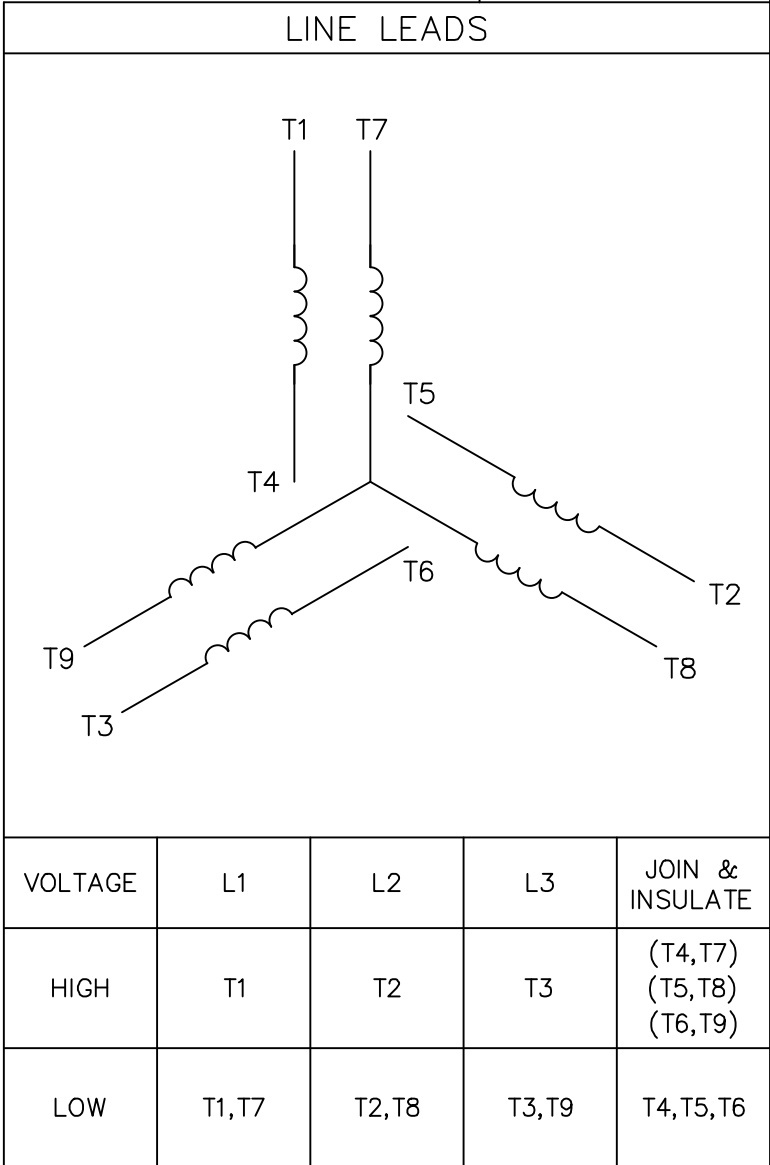 LINE LEADS
T1 T7
T5
T4
T6
T2
T9
T8
T3
VOLTAGE L1 L2 L3 JOIN &
INSULATE
HIGH T1 T2 T3 (T4,T7)
(T5,T8)
(T6,T9)
LOW T1,T7 T2,T8 T3,T9 T4,T5,T6